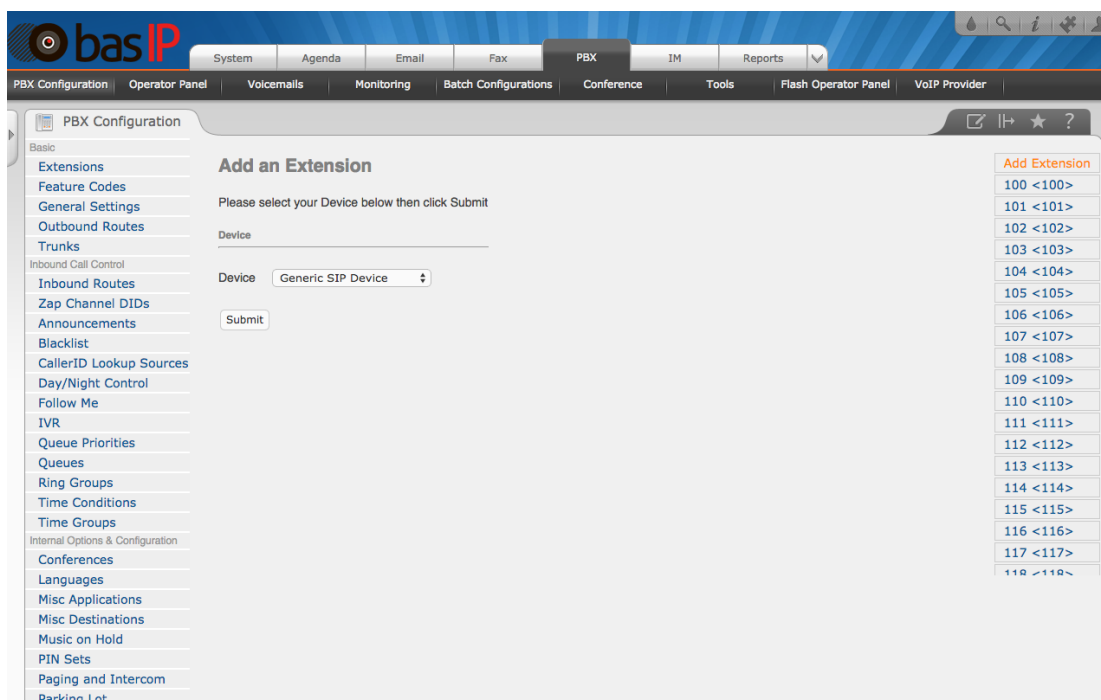 bas IP
System Agenda Email Fax PBX IM Reports
PBX Configuration Operator Panel Voicemails Monitoring Batch Configurations Conference Tools Flash Operator Panel VoIP Provider
PBX Configuration
Basic
Extensions
Feature Codes
General Settings
Outbound Routes
Trunks
Inbound Call Control
Inbound Routes
Zap Channel DIDs
Announcements
Blacklist
CallerID Lookup Sources
Day/Night Control
Follow Me
IVR
Queue Priorities
Queues
Ring Groups
Time Conditions
Time Groups
Internal Options & Configuration
Conferences
Languages
Misc Applications
Misc Destinations
Music on Hold
PIN Sets
Paging and Intercom
Parking Lot
Add an Extension
Please select your Device below then click Submit
Device
Device Generic SIP Device
Submit
Add Extension
100 <100>
101 <101>
102 <102>
103 <103>
104 <104>
105 <105>
106 <106>
107 <107>
108 <108>
109 <109>
110 <110>
111 <111>
112 <112>
113 <113>
114 <114>
115 <115>
116 <116>
117 <117>
118 <118>